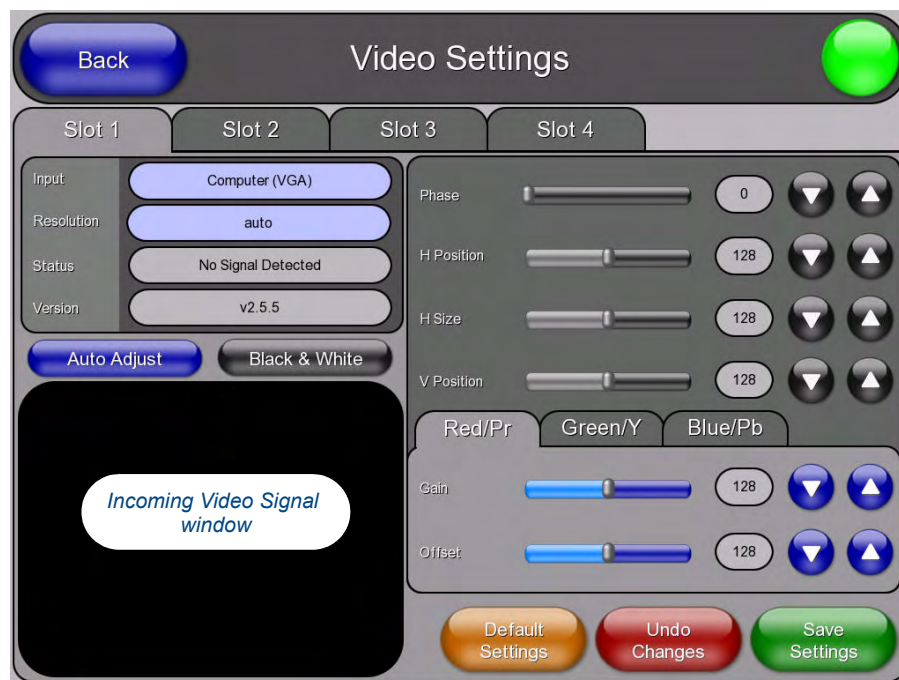 Back
Video Settings
Slot 1
Slot 2
Slot 3
Slot 4
Input
Computer (VGA)
Resolution
auto
Status
No Signal Detected
Version
v2.5.5
Auto Adjust
Black & White
Incoming Video Signal
window
Phase
0
H Position
128
H Size
128
V Position
128
Red/Pr
Green/Y
Blue/Pb
Gain
128
Offset
128
Default
Settings
Undo
Changes
Save
Settings